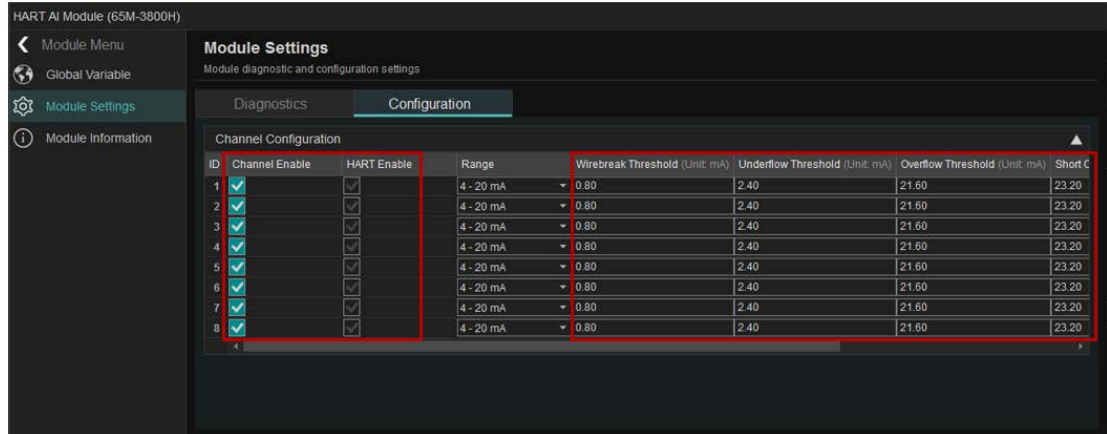 HART AI Module (65M-3800H)
Module Menu
Global Variable
Module Settings
Module Information
Module Settings
Module diagnostic and configuration settings
Diagnostics
Configuration
Channel Configuration
ID Channel Enable HART Enable Range Wirebreak Threshold (Unit: mA) Underflow Threshold (Unit: mA) Overflow Threshold (Unit: mA) Short C
1 4 - 20 mA 0.80 2.40 21.60 23.20
2 4 - 20 mA 0.80 2.40 21.60 23.20
3 4 - 20 mA 0.80 2.40 21.60 23.20
4 4 - 20 mA 0.80 2.40 21.60 23.20
5 4 - 20 mA 0.80 2.40 21.60 23.20
6 4 - 20 mA 0.80 2.40 21.60 23.20
7 4 - 20 mA 0.80 2.40 21.60 23.20
8 4 - 20 mA 0.80 2.40 21.60 23.20